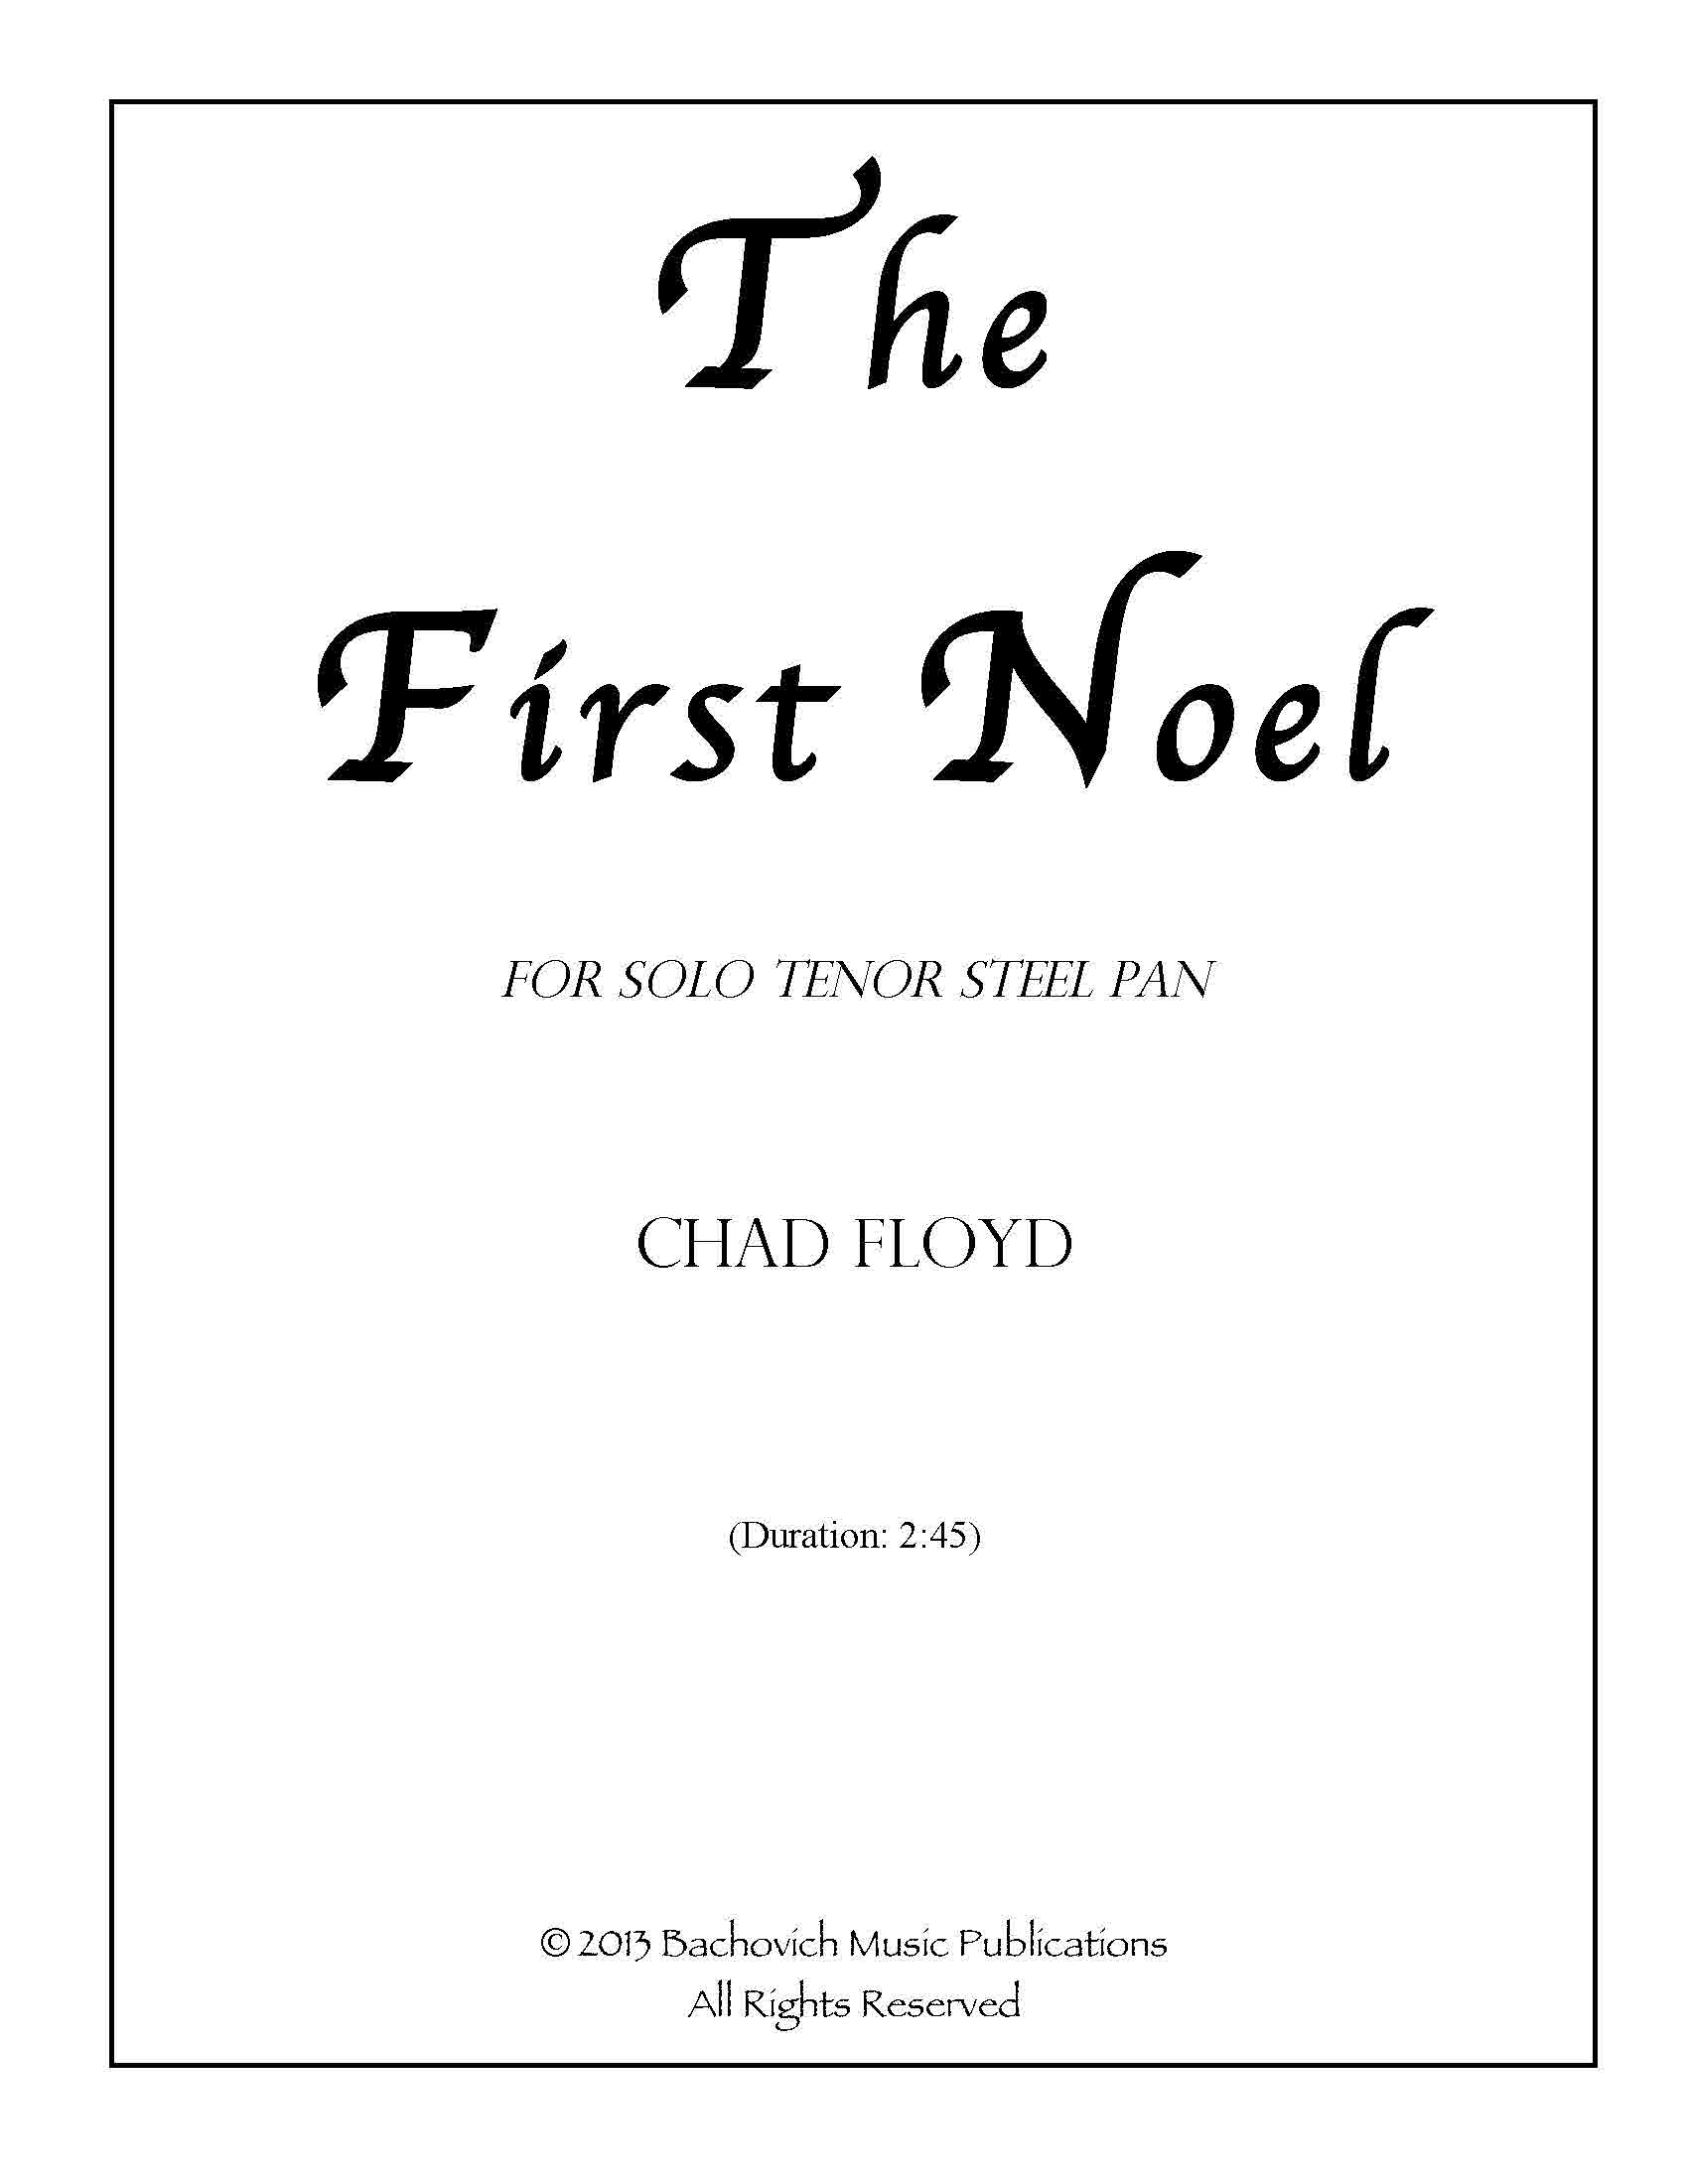 The
First Noel
FOR SOLO TENOR STEEL PAN
CHAD FLOYD
(Duration: 2:45)
© 2013 Bachovich Music Publications
All Rights Reserved